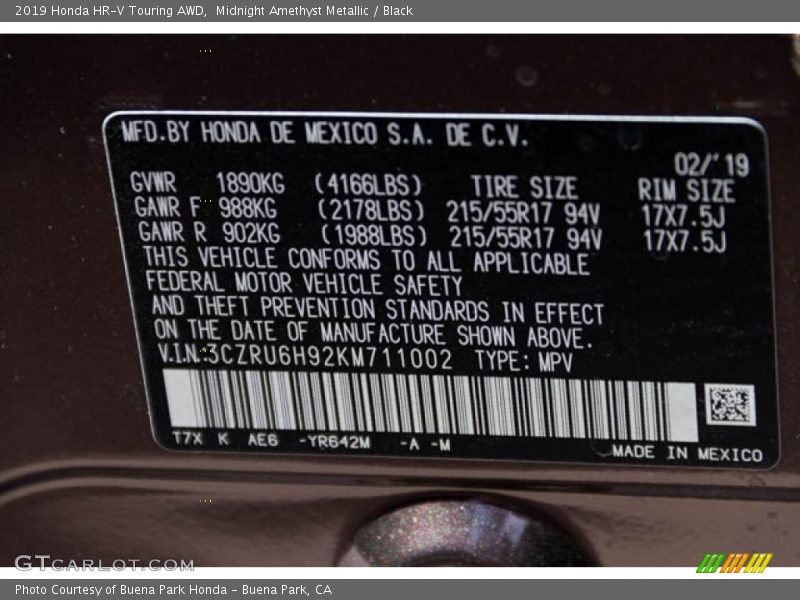 2019 Honda HR-V Touring AWD,  Midnight Amethyst Metallic / Black
MFD.BY HONDA DE MEXICO S.A. DE C.V.
02/'19
GVWR 1890KG (4166LBS) TIRE SIZE RIM SIZE
GAWR F 988KG (2178LBS) 215/55R17 94V 17X7.5J
GAWR R 902KG (1988LBS) 215/55R17 94V 17X7.5J
THIS VEHICLE CONFORMS TO ALL APPLICABLE
FEDERAL MOTOR VEHICLE SAFETY
AND THEFT PREVENTION STANDARDS IN EFFECT
ON THE DATE OF MANUFACTURE SHOWN ABOVE.
V.I.N.:3CZRU6H92KM711002 TYPE: MPV
T7X K AE6 -YR642M -A -M
MADE IN MEXICO
GTCARLOT.COM
Photo Courtesy of Buena Park Honda - Buena Park, CA